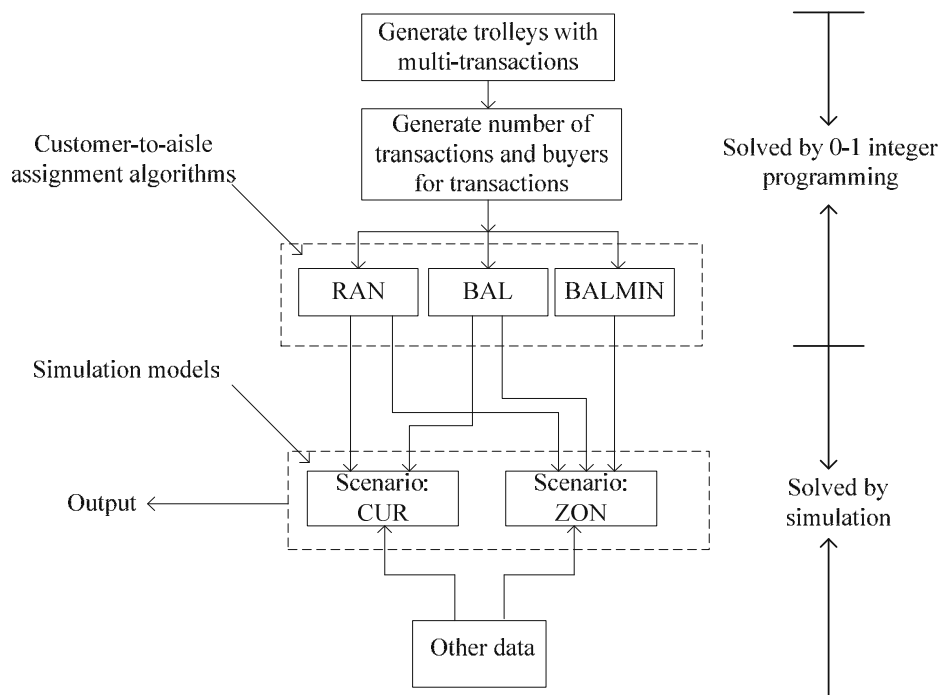 Generate trolleys with
multi-transactions
Generate number of
transactions and buyers
for transactions
Customer-to-aisle
assignment algorithms
Solved by 0-1 integer
programming
RAN
BAL
BALMIN
Simulation models
Scenario:
CUR
Scenario:
ZON
Output
Solved by
simulation
Other data